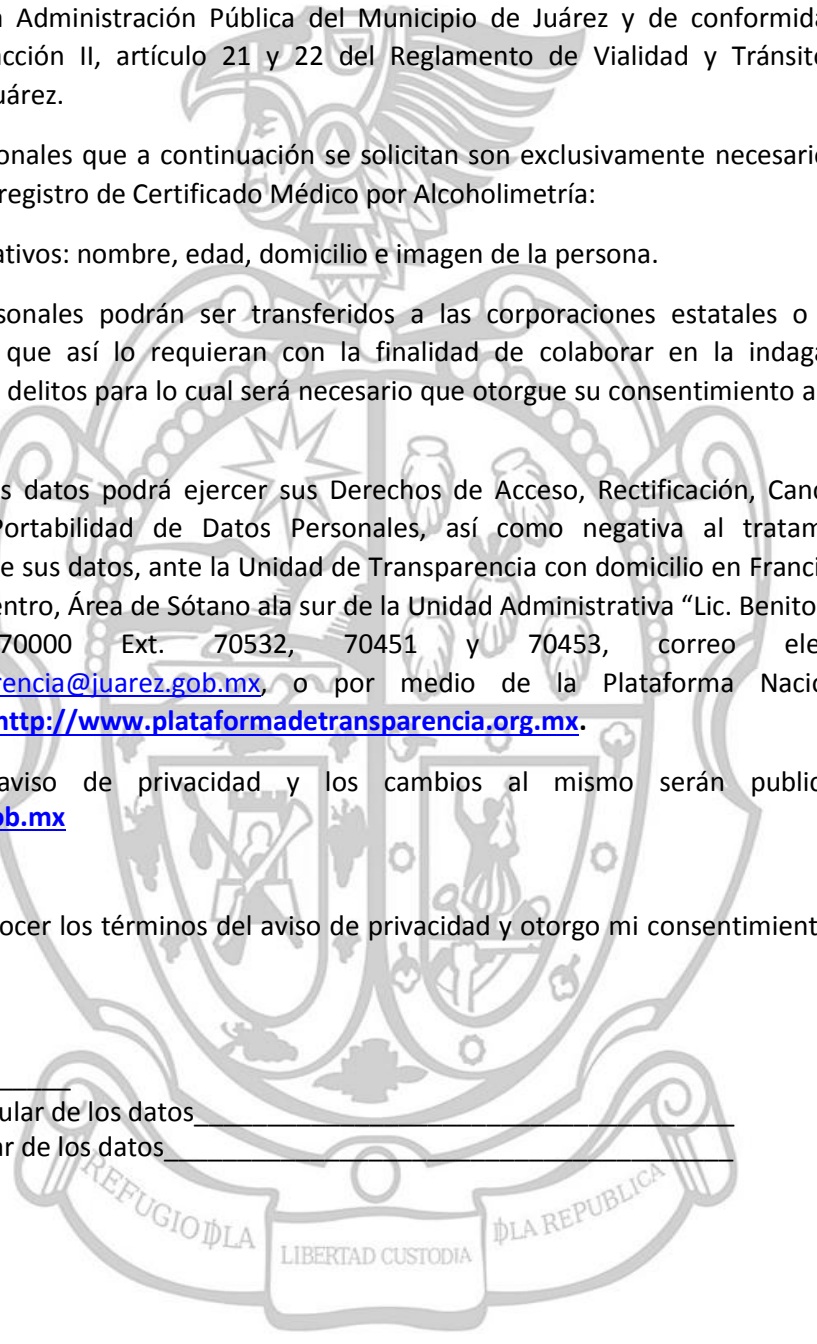 Administración Pública del Municipio de Juárez y de conformida
cción II, artículo 21 y 22 del Reglamento de Vialidad y Tránsito
uárez.
onales que a continuación se solicitan son exclusivamente necesari
registro de Certificado Médico por Alcoholimetría:
ativos: nombre, edad, domicilio e imagen de la persona.
sonales podrán ser transferidos a las corporaciones estatales o
que así lo requieran con la finalidad de colaborar en la indaga
delitos para lo cual será necesario que otorgue su consentimiento a
s datos podrá ejercer sus Derechos de Acceso, Rectificación, Canc
Portabilidad de Datos Personales, así como negativa al tratam
e sus datos, ante la Unidad de Transparencia con domicilio en Franci
entro, Área de Sótano ala sur de la Unidad Administrativa “Lic. Benito
70000 Ext. 70532, 70451 y 70453, correo ele
rencia@juarez.gob.mx, o por medio de la Plataforma Naci
http://www.plataformadetransparencia.org.mx.
aviso de privacidad y los cambios al mismo serán public
ob.mx
ocer los términos del aviso de privacidad y otorgo mi consentimient
ular de los datos
ar de los datos
REFUGIO DLA
LIBERTAD CUSTODIA
DLA REPUBLICA